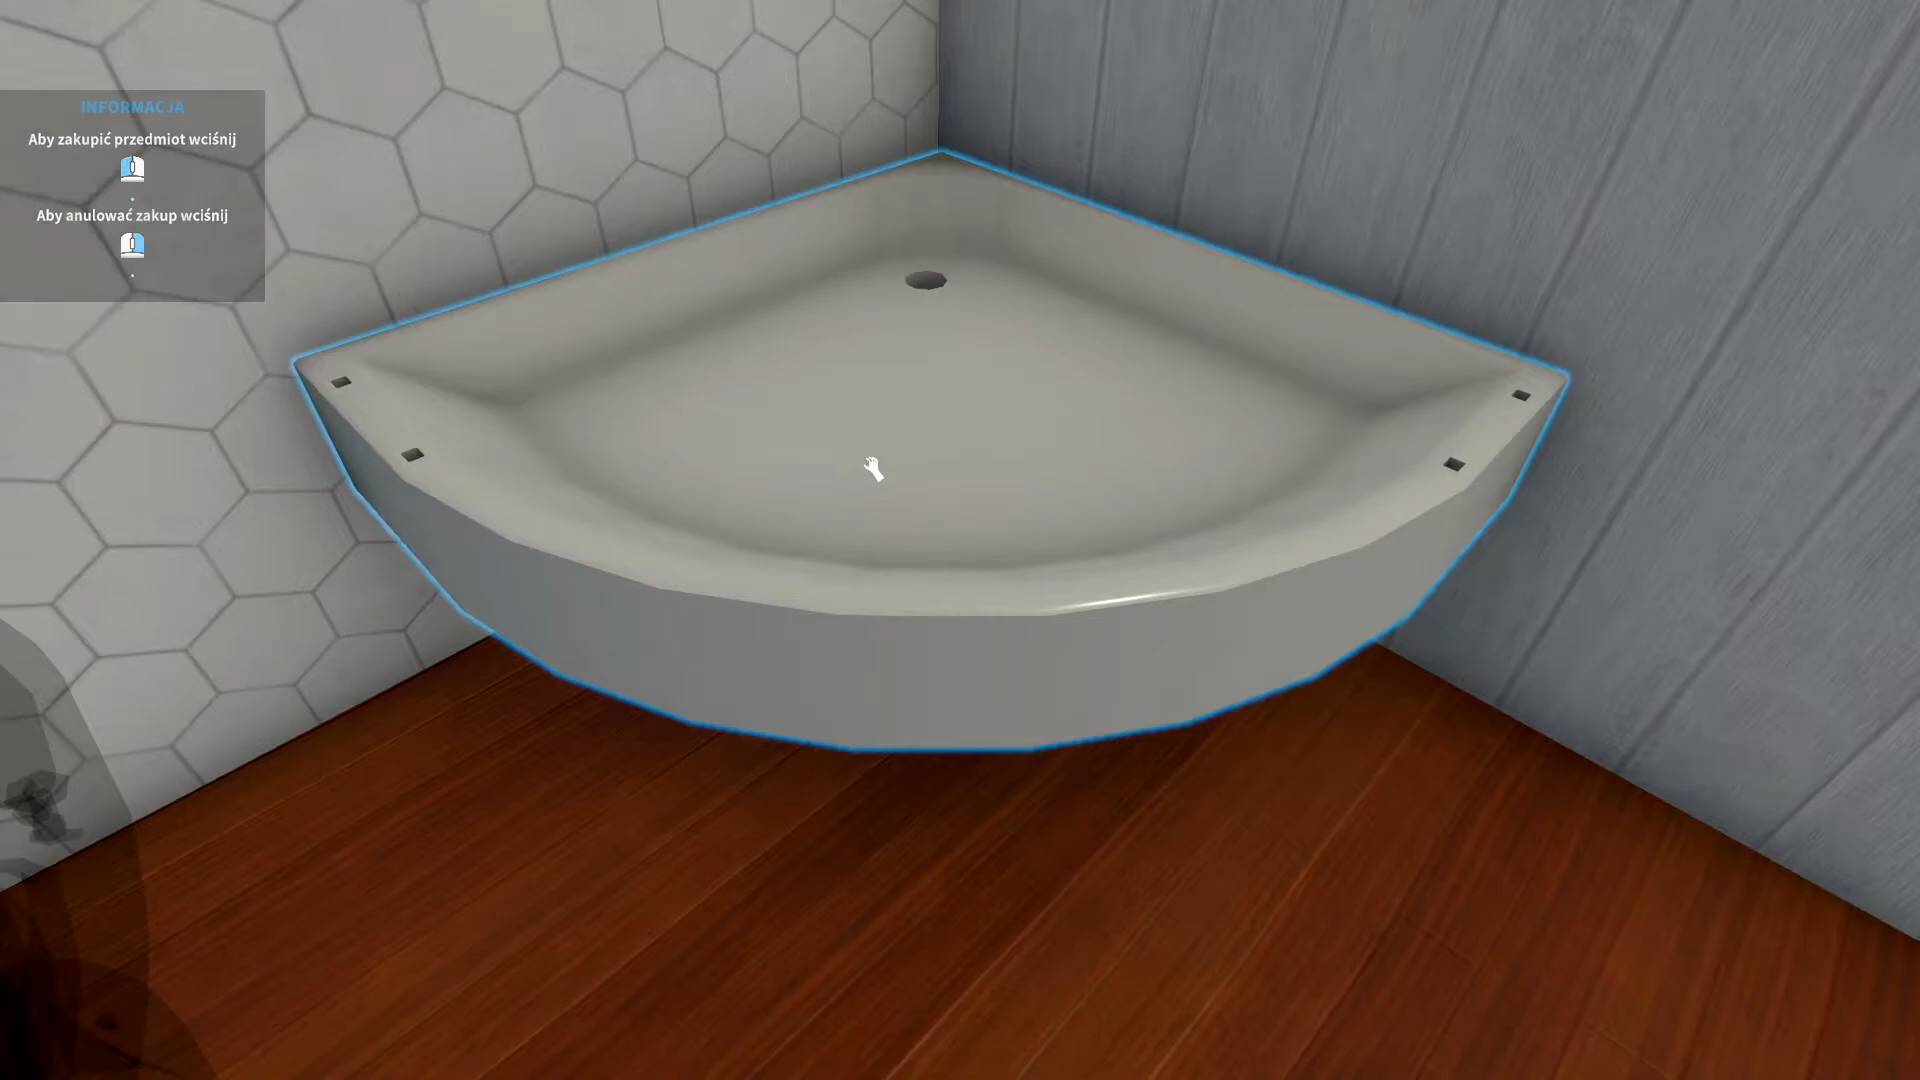 INFORMACJA
Aby zakupić przedmiot wciśnij
.
Aby anulować zakup wciśnij
.